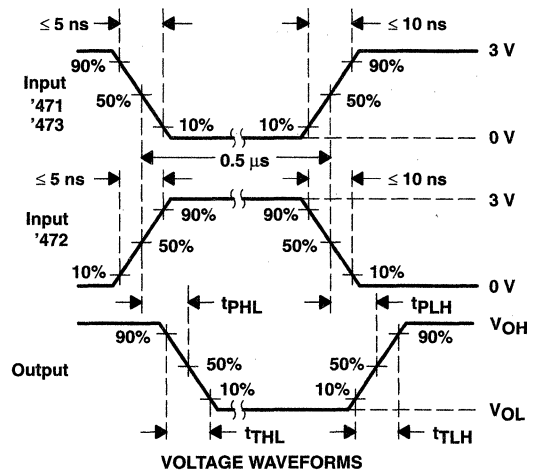 ≤ 5 ns ≤ 10 ns
3 V
90% 90%
Input
'471
'473
50% 50%
10% 10%
0 V
0.5 μs
≤ 5 ns ≤ 10 ns
3 V
90% 90%
Input
'472
50% 50%
10% 10%
0 V
tPHL tPLH
VOH
90% 90%
Output
50% 50%
10% 10%
VOL
tTHL tTLH
VOLTAGE WAVEFORMS